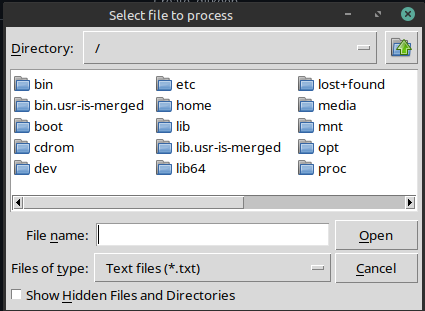 Select file to process
Directory: /
bin etc lost+found
bin.usr-is-merged home media
boot lib mnt
cdrom lib.usr-is-merged opt
dev lib64 proc
File name: Open
Files of type: Text files (*.txt) Cancel
Show Hidden Files and Directories